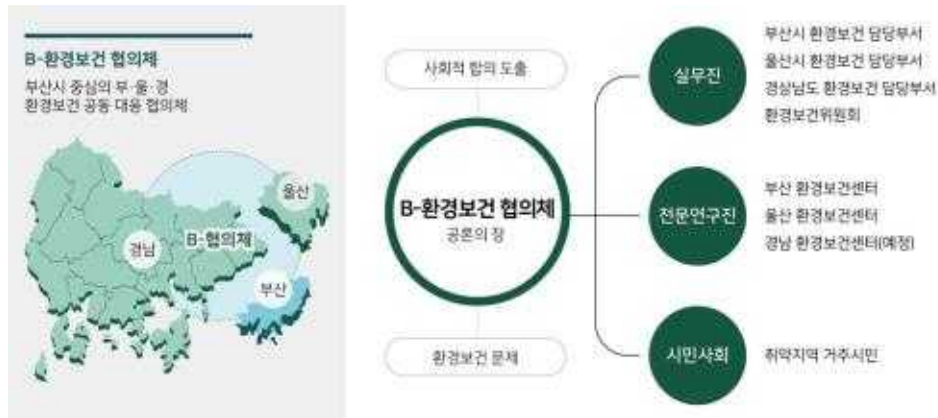 B-환경보건 협의체
부산시 중심의 부·울·경
환경보건 공동 대응 협의체
울산
B-협의체
경남
부산
사회적 합의 도출
B-환경보건 협의체
공론의 장
환경보건 문제
실무진
부산시 환경보건 담당부서
울산시 환경보건 담당부서
경상남도 환경보건 담당부서
환경보건위원회
전문연구진
부산 환경보건센터
울산 환경보건센터
경남 환경보건센터(예정)
시민사회
취약지역 거주시민